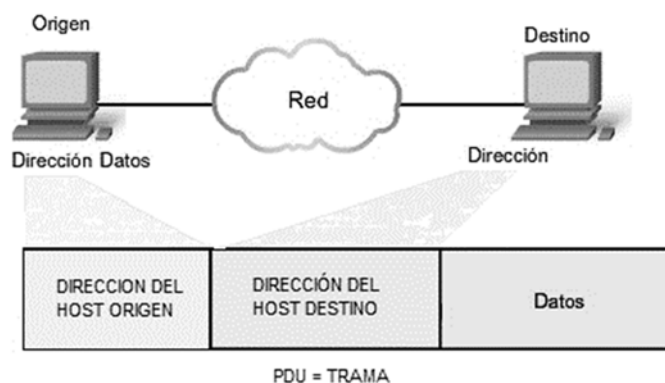 Origen
Destino
Red
Dirección Datos
Dirección
DIRECCION DEL
HOST ORIGEN
DIRECCIÓN DEL
HOST DESTINO
Datos
PDU = TRAMA